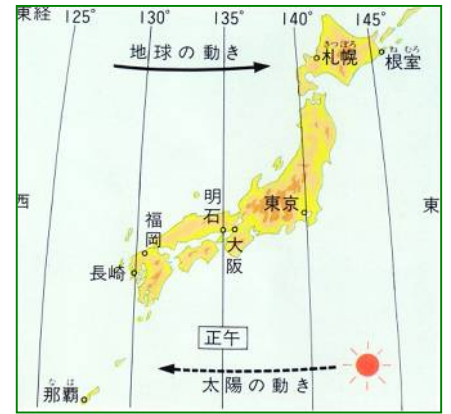 東経 125° 130° 135° 140° 145°
地球の動き
さっぽろ
札幌
ねむろ
根室
西
東
明石
東京
福岡
大阪
長崎
正午
太陽の動き
なは
那覇